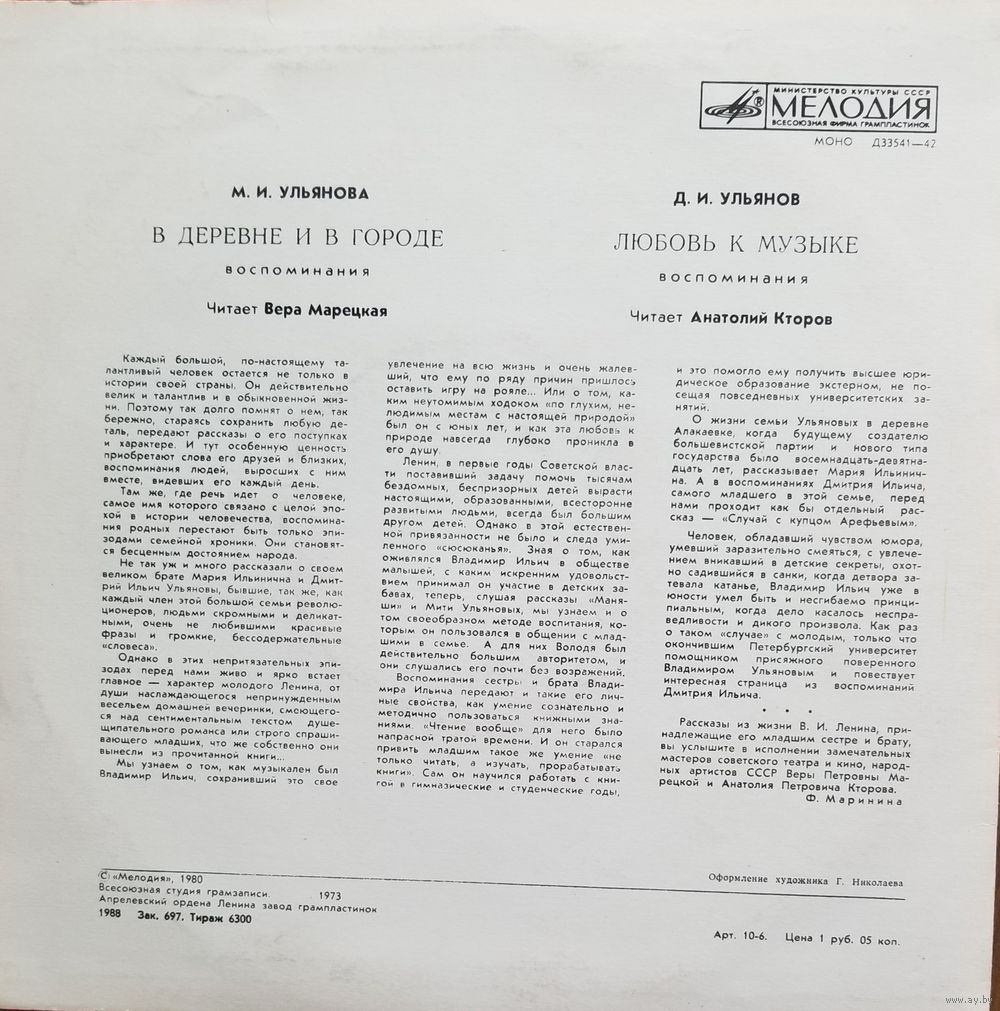 МИНИСТЕРСТВО КУЛЬТУРЫ СССР
МЕЛОДИЯ
ВСЕСОЮЗНАЯ ФИРМА ГРАМПЛАСТИНОК
МОНО Д33541—42
М. И. УЛЬЯНОВА
В ДЕРЕВНЕ И В ГОРОДЕ
воспоминания
Читает Вера Марецкая
Д. И. УЛЬЯНОВ
ЛЮБОВЬ К МУЗЫКЕ
воспоминания
Читает Анатолий Кторов
Каждый большой, по-настоящему та-
лантливый человек остается не только в
истории своей страны. Он действительно
велик и талантлив и в обыкновенной жиз-
ни. Поэтому так долго помнят о нем, так
бережно, стараясь сохранить любую де-
таль, передают рассказы о его поступках
и характере. И тут особенную ценность
приобретают слова его друзей и близких,
воспоминания людей, выросших с ним
вместе, видевших его каждый день.
Там же, где речь идет о человеке,
самое имя которого связано с целой эпо-
хой в истории человечества, воспомина-
ния родных перестают быть только эпи-
зодами семейной хроники. Они становят-
ся бесценным достоянием народа.
Не так уж и много рассказали о своем
великом брате Мария Ильинична и Дмит-
рий Ильич Ульяновы, бывшие, так же, как
каждый член этой большой семьи револю-
ционеров, людьми скромными и деликат-
ными, очень не любившими красивые
фразы и громкие, бессодержательные
«словеса».
Однако в этих непритязательных эпи-
зодах перед нами живо и ярко встает
главное — характер молодого Ленина, от
души наслаждающегося непринужденным
весельем домашней вечеринки, смеющего-
ся над сентиментальным текстом душе-
щипательного романса или строго спраши-
вающего младших, что же собственно они
вынесли из прочитанной книги...
Мы узнаем о том, как музыкален был
Владимир Ильич, сохранивший это свое
увлечение на всю жизнь и очень жалев-
ший, что ему по ряду причин пришлось
оставить игру на рояле... Или о том, ка-
ким неутомимым ходоком «по глухим, не-
людимым местам с настоящей природой»
был он с юных лет, и как эта любовь к
природе навсегда глубоко проникла в
его душу.
Ленин, в первые годы Советской влас-
ти поставивший задачу помочь тысячам
бездомных, беспризорных детей вырасти
настоящими, образованными, всесторонне
развитыми людьми, всегда был большим
другом детей. Однако в этой естествен-
ной привязанности не было и следа уми-
ленного «сюсюканья». Зная о том, как
оживлялся Владимир Ильич в обществе
малышей, с каким искренним удовольст-
вием принимал он участие в детских за-
бавах, теперь, слушая рассказы «Маня-
ши» и Мити Ульяновых, мы узнаем и о
том своеобразном методе воспитания, ко-
торым он пользовался в общении с млад-
шими в семье. А для них Володя был
действительно большим авторитетом, и
они слушались его почти без возражений.
Воспоминания сестры и брата Влади-
мира Ильича передают и такие его лич-
ные свойства, как умение сознательно и
методично пользоваться книжными зна-
ниями. «Чтение вообще» для него было
напрасной тратой времени. И он старался
привить младшим такое же умение «не
только читать, а изучать, прорабатывать
книги». Сам он научился работать с кни-
гой в гимназические и студенческие годы,
и это помогло ему получить высшее юри-
дическое образование экстерном, не по-
сещая повседневных университетских за-
нятий.
О жизни семьи Ульяновых в деревне
Алакаевке, когда будущему создателю
большевистской партии и нового типа
государства было восемнадцать-девятна-
дцать лет, рассказывает Мария Ильинич-
на. А в воспоминаниях Дмитрия Ильича,
самого младшего в этой семье, перед
нами проходит как бы отдельный рас-
сказ — «Случай с купцом Арефьевым».
Человек, обладавший чувством юмора,
умевший заразительно смеяться, с увлече-
нием вникавший в детские секреты, охот-
но садившийся в санки, когда детвора за-
тевала катанье, Владимир Ильич уже в
юности умел быть и несгибаемо принци-
пиальным, когда дело касалось неспра-
ведливости и дикого произвола. Как раз
о таком «случае» с молодым, только что
окончившим Петербургский университет
помощником присяжного поверенного
Владимиром Ульяновым и повествует
интересная страница из воспоминаний
Дмитрия Ильича.
• • •
Рассказы из жизни В. И. Ленина, при-
надлежащие его младшим сестре и брату,
вы услышите в исполнении замечательных
мастеров советского театра и кино, народ-
ных артистов СССР Веры Петровны Ма-
рецкой и Анатолия Петровича Кторова.
Ф. Маринина
© «Мелодия», 1980
Всесоюзная студия грамзаписи. 1973
Апрелевский ордена Ленина завод грампластинок
1988 Зак. 697. Тираж 6300
Оформление художника Г. Николаева
Арт. 10-6. Цена 1 руб. 05 коп.
www.ay.by